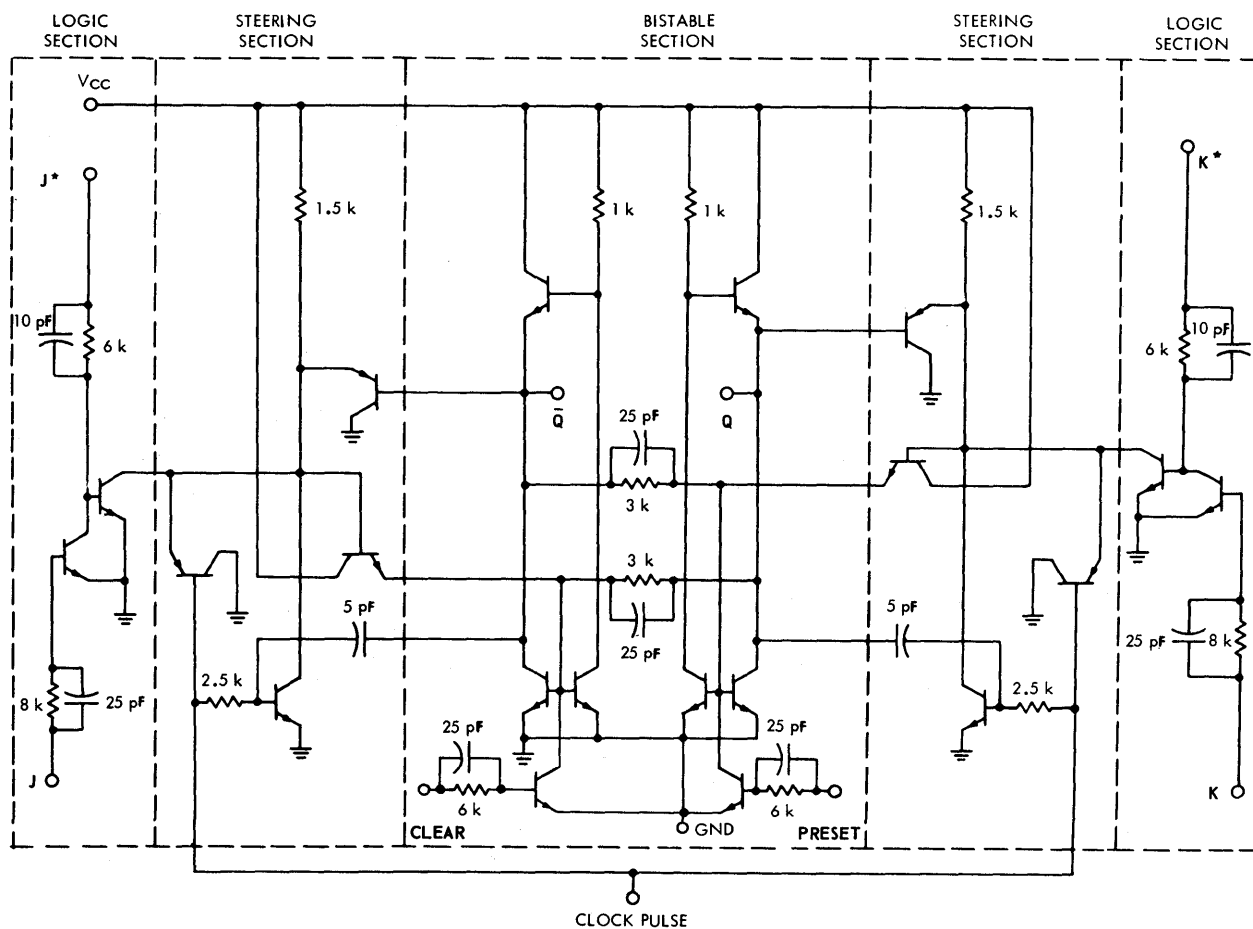 LOGIC
SECTION
STEERING
SECTION
BISTABLE
SECTION
STEERING
SECTION
LOGIC
SECTION
VCC
J*
K*
1.5 k
1 k
1 k
1.5 k
10 pF
6 k
6 k
10 pF
Q̅
Q
25 pF
3 k
3 k
25 pF
5 pF
5 pF
2.5 k
2.5 k
8 k
25 pF
25 pF
8 k
25 pF
6 k
25 pF
6 k
J
K
CLEAR
GND
PRESET
CLOCK PULSE